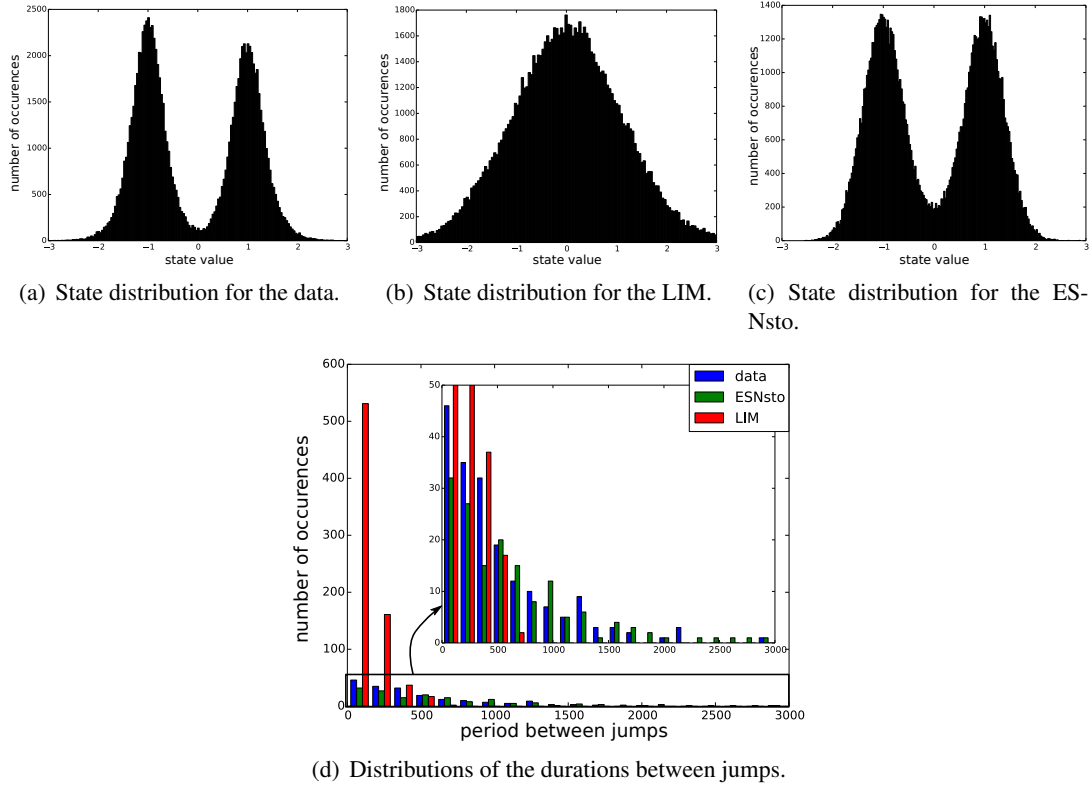 2500
2000
1500
1000
500
0
−3 −2 −1 0 1 2 3
number of occurences
state value
(a) State distribution for the data.
1800
1600
1400
1200
1000
800
600
400
200
0
−3 −2 −1 0 1 2 3
number of occurences
state value
(b) State distribution for the LIM.
1400
1200
1000
800
600
400
200
0
−3 −2 −1 0 1 2 3
number of occurences
state value
(c) State distribution for the ES-
Nsto.
600
500
400
300
200
100
0
0 500 1000 1500 2000 2500 3000
number of occurences
period between jumps
50
40
30
20
10
0
0 500 1000 1500 2000 2500 3000
data
ESNsto
LIM
(d) Distributions of the durations between jumps.